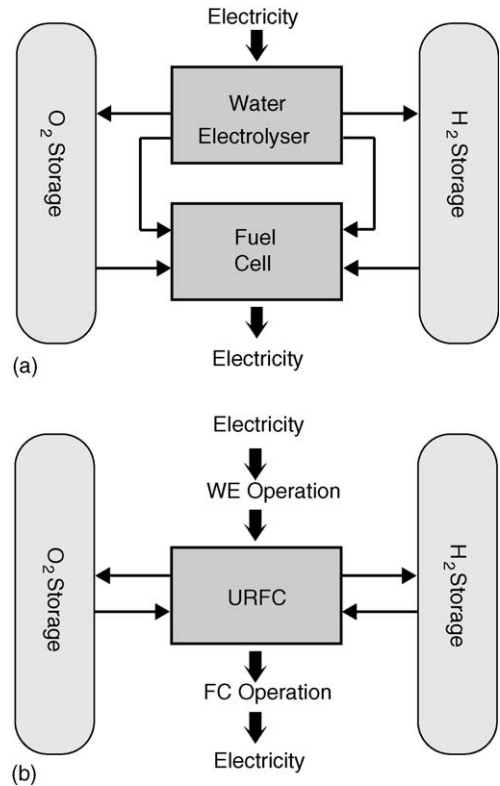 Electricity
Water
Electrolyser
O2 Storage
H2 Storage
Fuel
Cell
Electricity
(a)
Electricity
WE Operation
O2 Storage
URFC
H2 Storage
FC Operation
Electricity
(b)